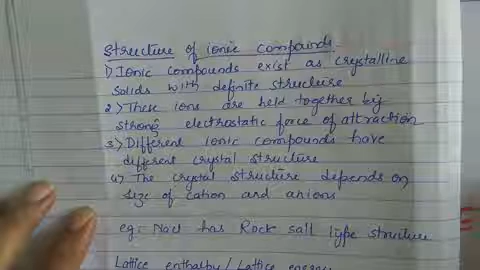 Structure of ionic compounds
1) Ionic compounds exist as crystalline
solids with definite structure
2) These ions are held together by
strong electrostatic force of attraction
3) Different ionic compounds have
different crystal structure
4) The crystal structure depends on
size of cation and anions
eg: Nacl has Rock salt type structure
Lattice enthalpy / Lattice energy